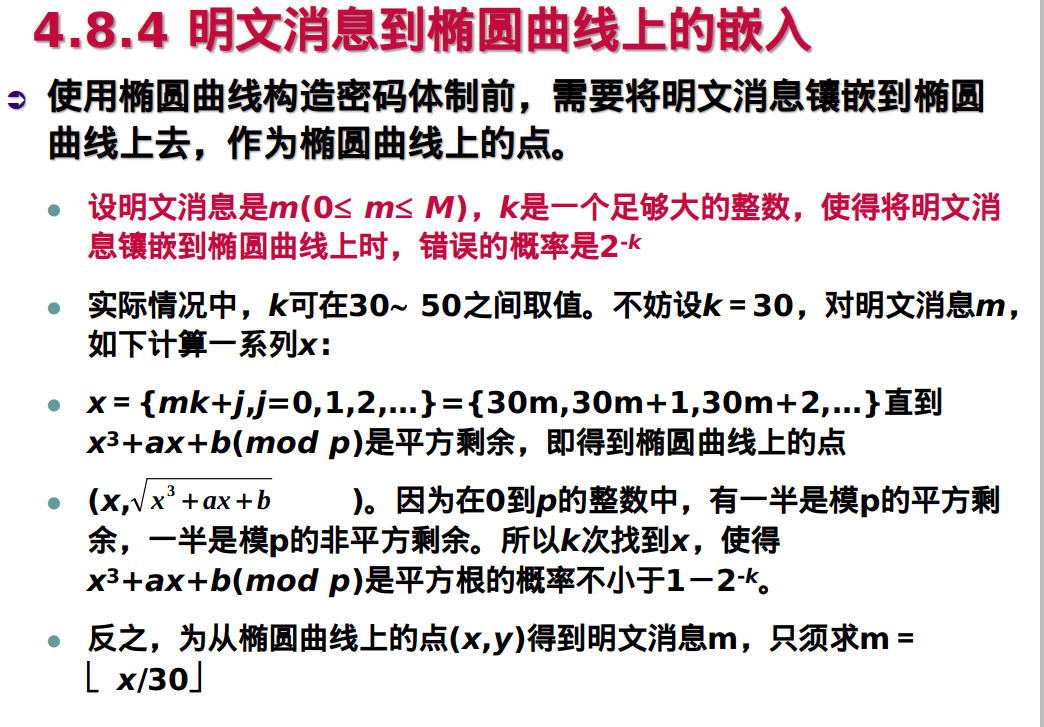 4.8.4 明文消息到椭圆曲线上的嵌入
使用椭圆曲线构造密码体制前，需要将明文消息镶嵌到椭圆
曲线上去，作为椭圆曲线上的点。
设明文消息是m(0≤ m≤ M)，k是一个足够大的整数，使得将明文消
息镶嵌到椭圆曲线上时，错误的概率是2⁻ᵏ
实际情况中，k可在30~ 50之间取值。不妨设k＝30，对明文消息m，
如下计算一系列x：
x＝{mk+j,j=0,1,2,…}={30m,30m+1,30m+2,…}直到
x³+ax+b(mod p)是平方剩余，即得到椭圆曲线上的点
(x,√(x³+ax+b) )。因为在0到p的整数中，有一半是模p的平方剩
余，一半是模p的非平方剩余。所以k次找到x，使得
x³+ax+b(mod p)是平方根的概率不小于1－2⁻ᵏ。
反之，为从椭圆曲线上的点(x,y)得到明文消息m，只须求m＝
⌊ x/30⌋